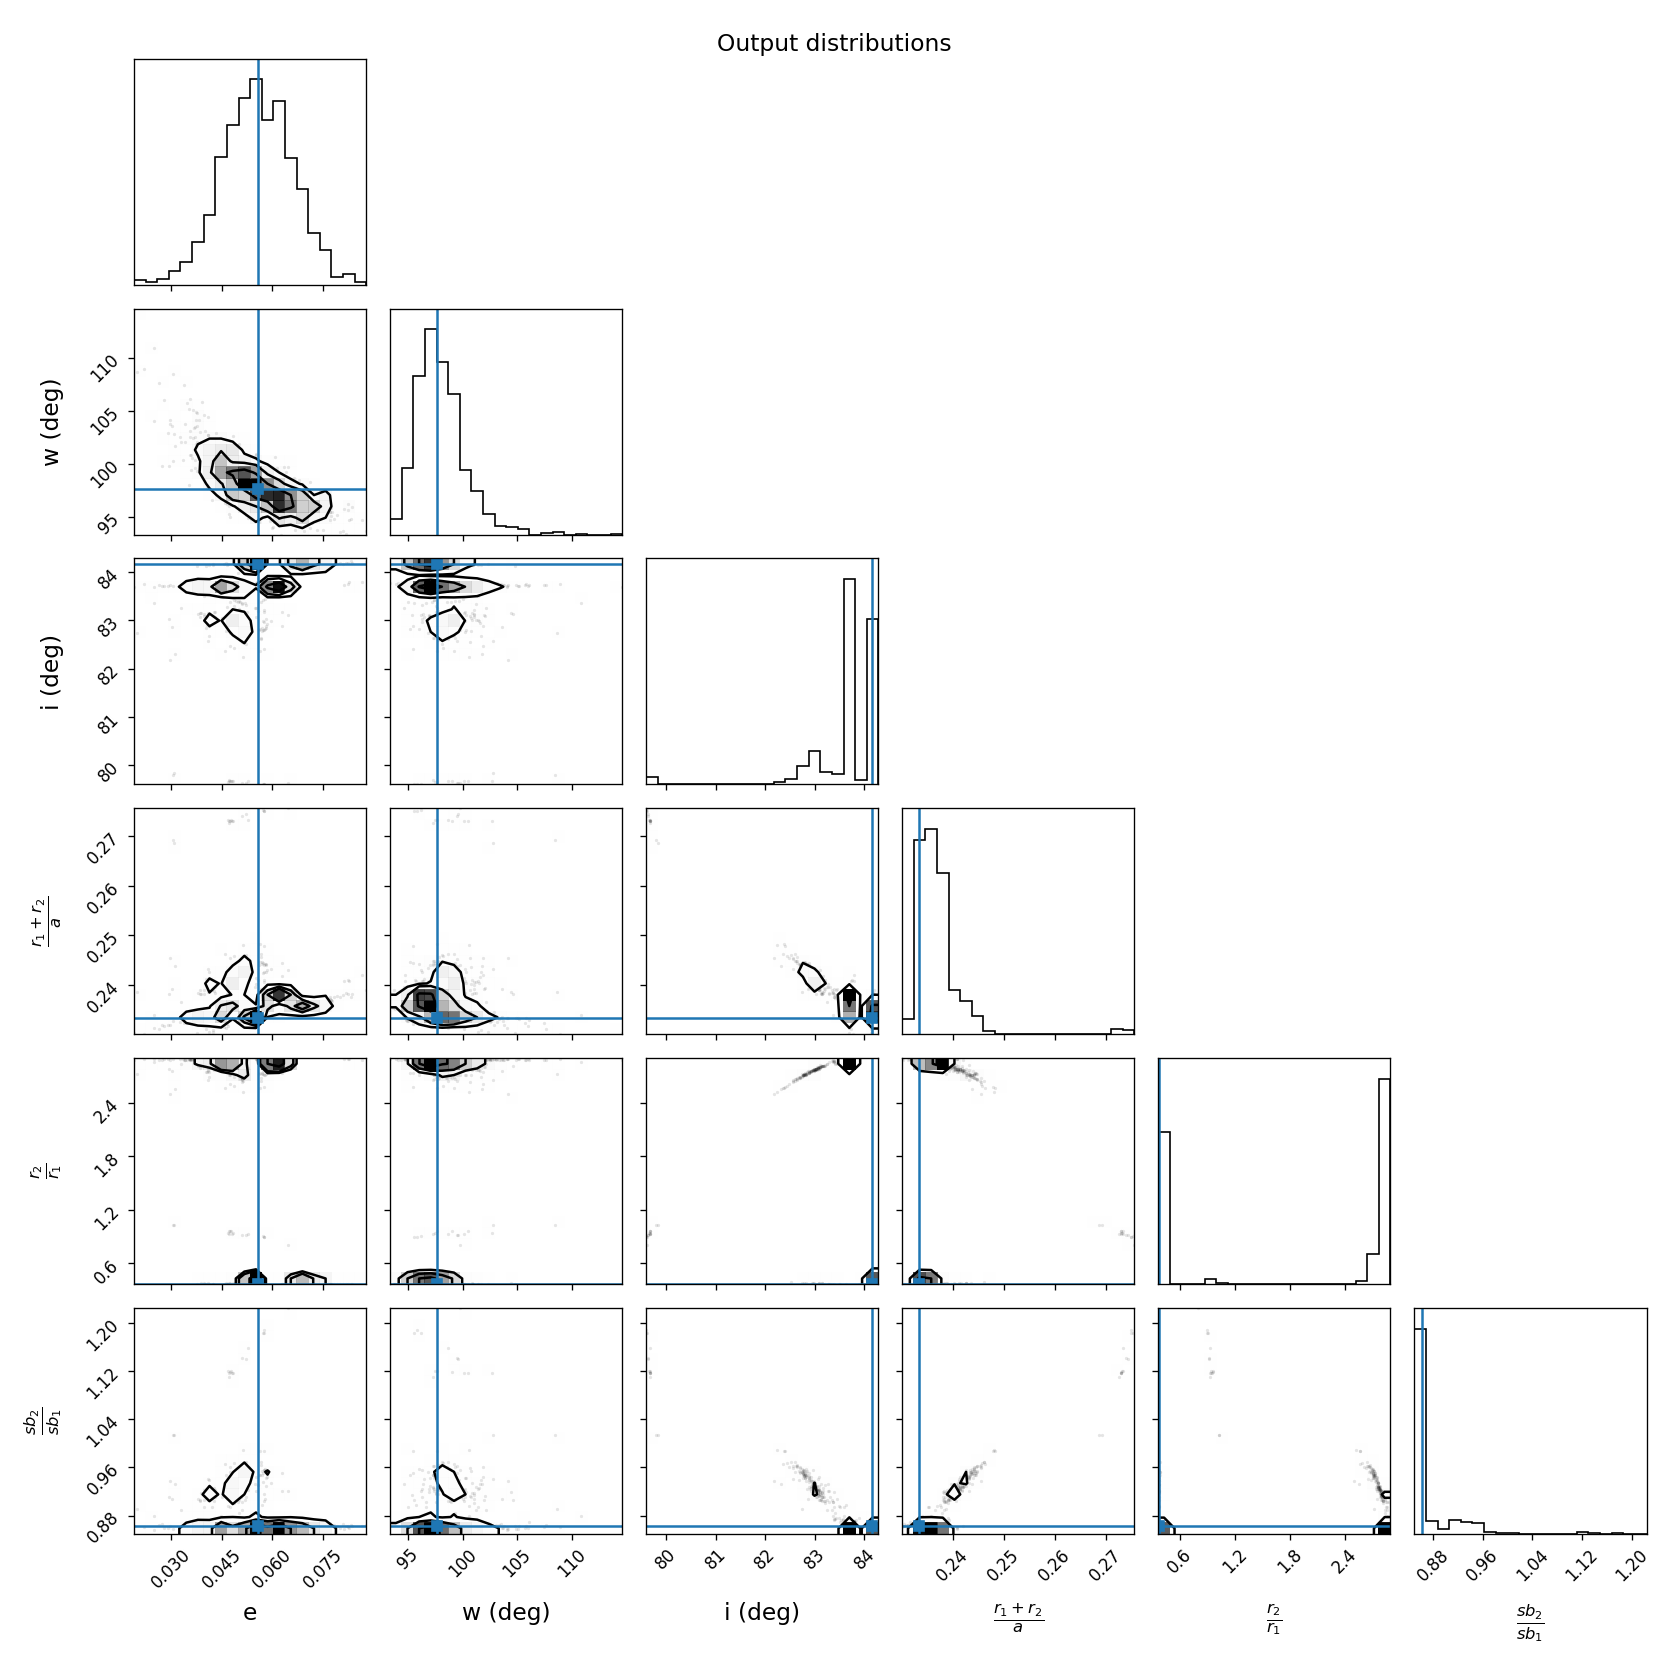 Output distributions
w (deg)
110
105
100
95
i (deg)
84
83
82
81
80
r1 + r2
a
0.27
0.26
0.25
0.24
r2
r1
2.4
1.8
1.2
0.6
sb2
sb1
1.20
1.12
1.04
0.96
0.88
0.030 0.045 0.060 0.075
95 100 105 110
80 81 82 83 84
0.24 0.25 0.26 0.27
0.6 1.2 1.8 2.4
0.88 0.96 1.04 1.12 1.20
e
w (deg)
i (deg)
r1 + r2
a
r2
r1
sb2
sb1